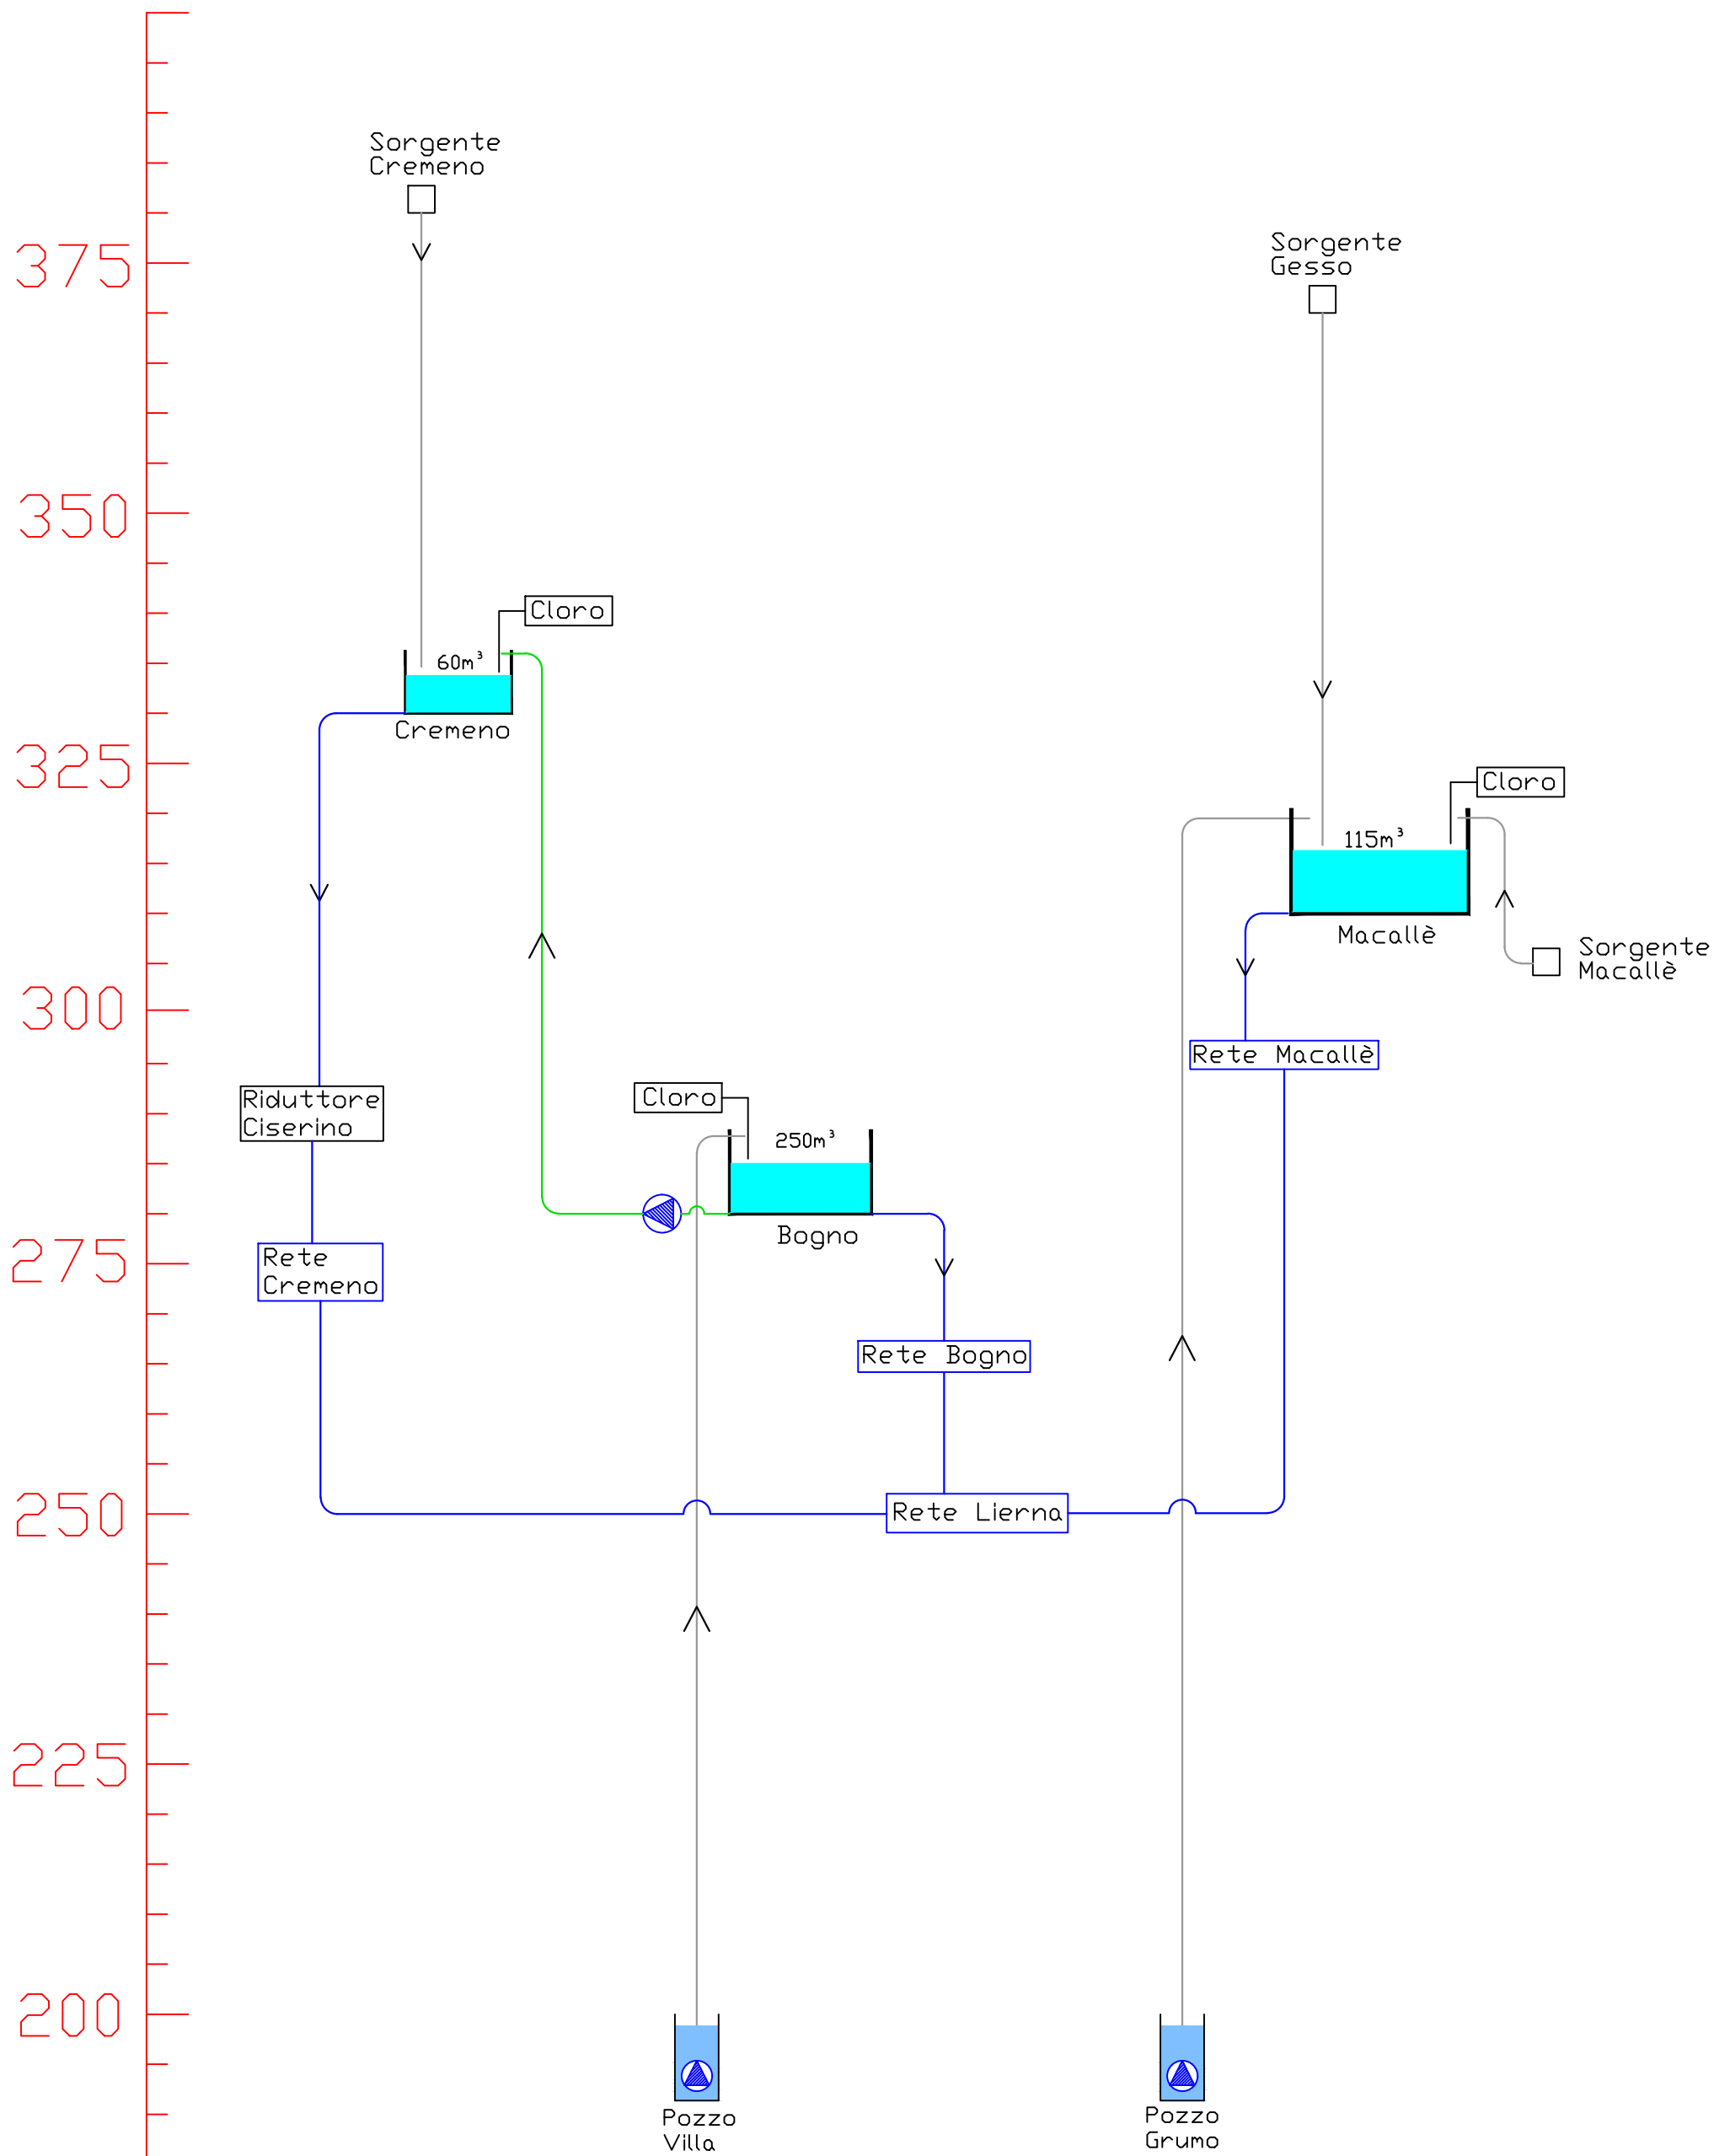 Sorgente
Cremeno
375
Sorgente
Gesso
350
Cloro
60m³
Cremeno
325
Cloro
115m³
Macallè
Sorgente
Macallè
300
Rete Macallè
Riduttore
Ciserino
Cloro
250m³
Bogno
275
Rete
Cremeno
Rete Bogno
250
Rete Lierna
225
200
Pozzo
Villa
Pozzo
Grumo